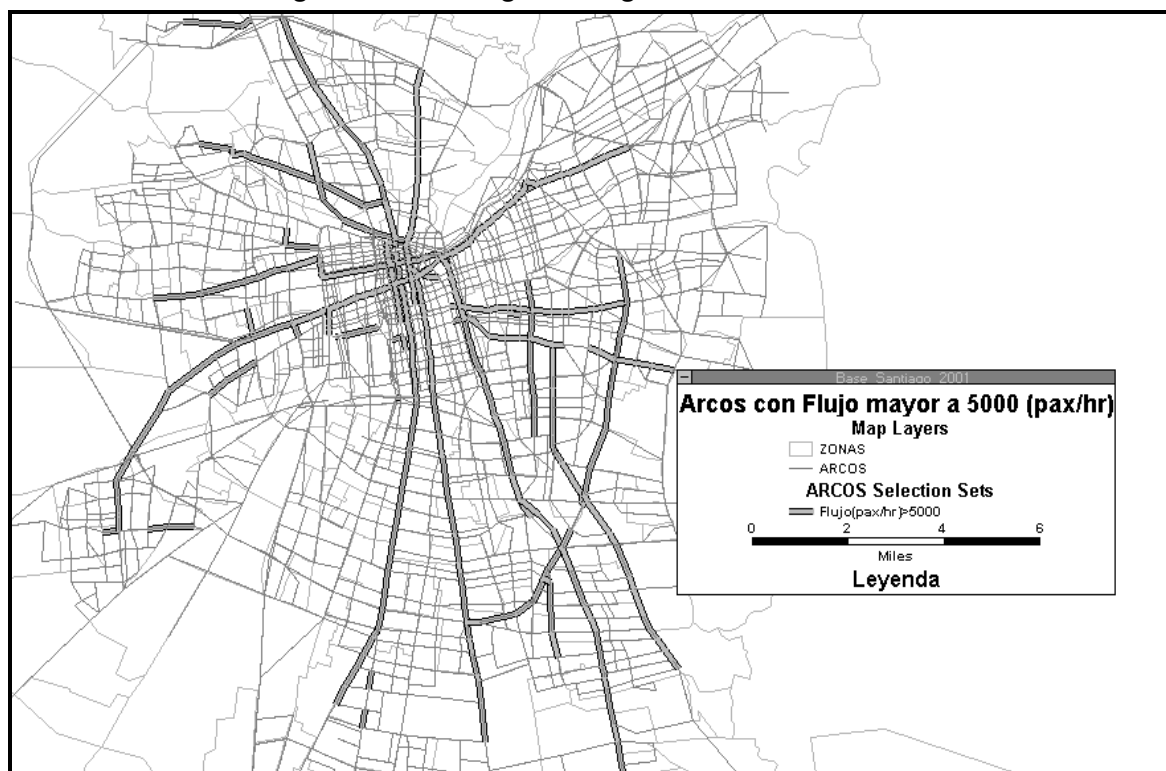 Base Santiago 2001
Arcos con Flujo mayor a 5000 (pax/hr)
Map Layers
ZONAS
ARCOS
ARCOS Selection Sets
Flujo(pax/hr)>5000
0 2 4 6
Miles
Leyenda